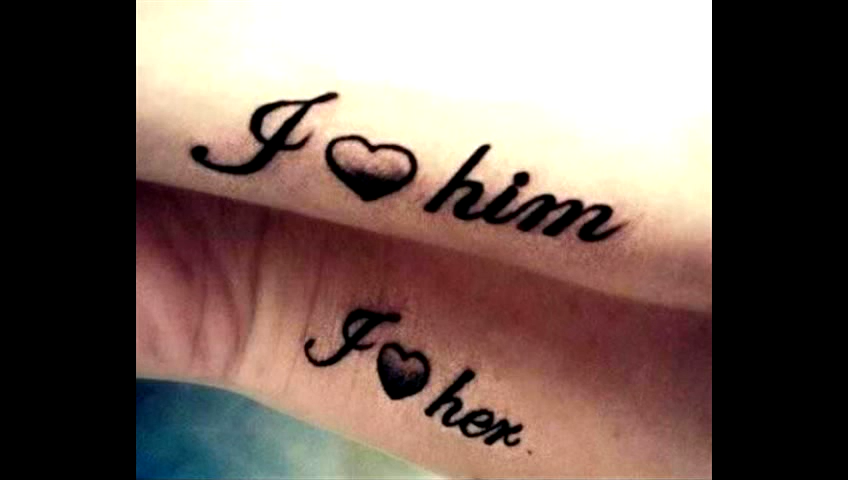 I ♥ him
I ♥ her